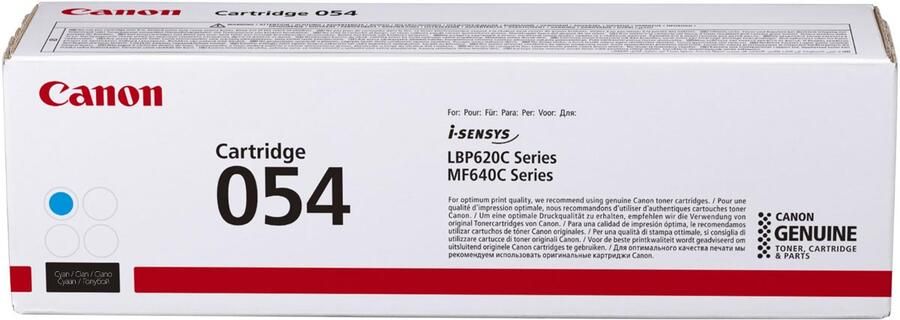 Canon Cartridge 054
Canon
Cartridge
054
For: Pour: Für: Para: Per: Voor: Для:
i-SENSYS
LBP620C Series
MF640C Series
For optimum print quality, we recommend using genuine Canon toner cartridges. / Pour une
qualité d'impression optimale, nous recommandons d'utiliser d'authentiques cartouches toner
Canon. / Um eine optimale Druckqualität zu erhalten, empfehlen wir die Verwendung von
original Tonercartridges von Canon. / Para una calidad de impresión óptima, le recomendamos
utilizar cartuchos de tóner Canon originales. / Per una qualità di stampa ottimale, si consiglia di
utilizzare cartucce di toner originali Canon. / Voor de beste printkwaliteit wordt geadviseerd om
uitsluitend originele Canon cartridges te gebruiken. / Для оптимального качества печати мы
рекомендуем использовать оригинальные картриджи Canon.
CANON
GENUINE
TONER, CARTRIDGE
& PARTS
Cyan / Cian / Ciano
Cyaan / Голубой